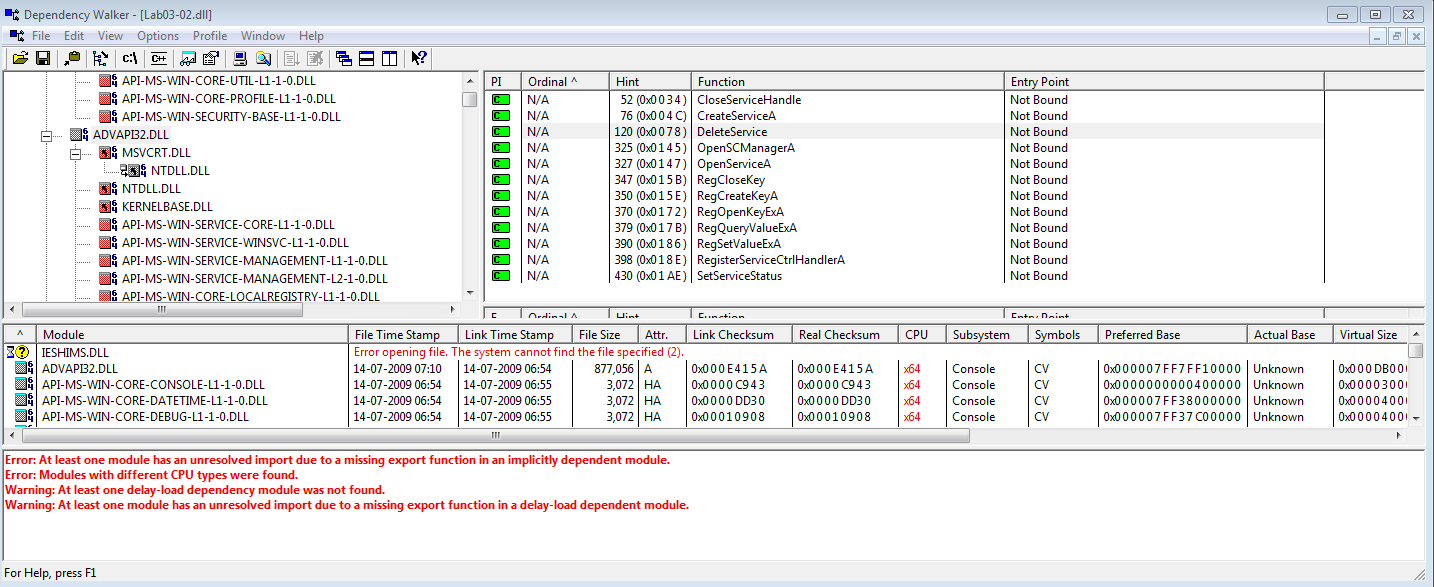 Dependency Walker - [Lab03-02.dll]
File Edit View Options Profile Window Help
c:\ C++
API-MS-WIN-CORE-UTIL-L1-1-0.DLL
API-MS-WIN-CORE-PROFILE-L1-1-0.DLL
API-MS-WIN-SECURITY-BASE-L1-1-0.DLL
ADVAPI32.DLL
MSVCRT.DLL
NTDLL.DLL
NTDLL.DLL
KERNELBASE.DLL
API-MS-WIN-SERVICE-CORE-L1-1-0.DLL
API-MS-WIN-SERVICE-WINSVC-L1-1-0.DLL
API-MS-WIN-SERVICE-MANAGEMENT-L1-1-0.DLL
API-MS-WIN-SERVICE-MANAGEMENT-L2-1-0.DLL
API-MS-WIN-CORE-LOCALREGISTRY-L1-1-0.DLL
PI Ordinal ^ Hint Function Entry Point
C N/A 52 (0x0034) CloseServiceHandle Not Bound
C N/A 76 (0x004C) CreateServiceA Not Bound
C N/A 120 (0x0078) DeleteService Not Bound
C N/A 325 (0x0145) OpenSCManagerA Not Bound
C N/A 327 (0x0147) OpenServiceA Not Bound
C N/A 347 (0x015B) RegCloseKey Not Bound
C N/A 350 (0x015E) RegCreateKeyA Not Bound
C N/A 370 (0x0172) RegOpenKeyExA Not Bound
C N/A 379 (0x017B) RegQueryValueExA Not Bound
C N/A 390 (0x0186) RegSetValueExA Not Bound
C N/A 398 (0x018E) RegisterServiceCtrlHandlerA Not Bound
C N/A 430 (0x01AE) SetServiceStatus Not Bound
E Ordinal ^ Hint Function Entry Point
^ Module File Time Stamp Link Time Stamp File Size Attr. Link Checksum Real Checksum CPU Subsystem Symbols Preferred Base Actual Base Virtual Size
IESHIMS.DLL Error opening file. The system cannot find the file specified (2).
ADVAPI32.DLL 14-07-2009 07:10 14-07-2009 06:54 877,056 A 0x000E415A 0x000E415A x64 Console CV 0x000007FF7FF10000 Unknown 0x000DB00
API-MS-WIN-CORE-CONSOLE-L1-1-0.DLL 14-07-2009 06:54 14-07-2009 06:55 3,072 HA 0x0000C943 0x0000C943 x64 Console CV 0x0000000000400000 Unknown 0x0000300
API-MS-WIN-CORE-DATETIME-L1-1-0.DLL 14-07-2009 06:54 14-07-2009 06:55 3,072 HA 0x0000DD30 0x0000DD30 x64 Console CV 0x000007FF38000000 Unknown 0x0000400
API-MS-WIN-CORE-DEBUG-L1-1-0.DLL 14-07-2009 06:54 14-07-2009 06:55 3,072 HA 0x00010908 0x00010908 x64 Console CV 0x000007FF37C00000 Unknown 0x0000400
Error: At least one module has an unresolved import due to a missing export function in an implicitly dependent module.
Error: Modules with different CPU types were found.
Warning: At least one delay-load dependency module was not found.
Warning: At least one module has an unresolved import due to a missing export function in a delay-load dependent module.
For Help, press F1